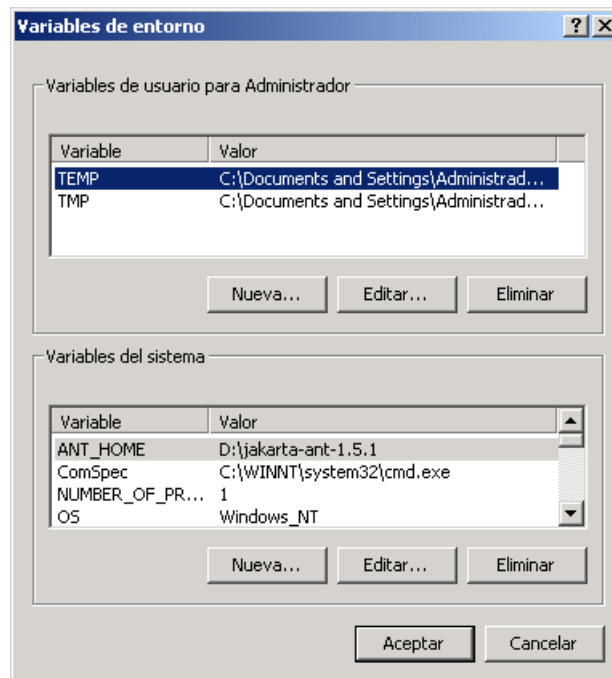 Variables de entorno
Variables de usuario para Administrador
Variable Valor
TEMP C:\Documents and Settings\Administrad...
TMP C:\Documents and Settings\Administrad...
Nueva... Editar... Eliminar
Variables del sistema
Variable Valor
ANT_HOME D:\jakarta-ant-1.5.1
ComSpec C:\WINNT\system32\cmd.exe
NUMBER_OF_PR... 1
OS Windows_NT
Nueva... Editar... Eliminar
Aceptar Cancelar